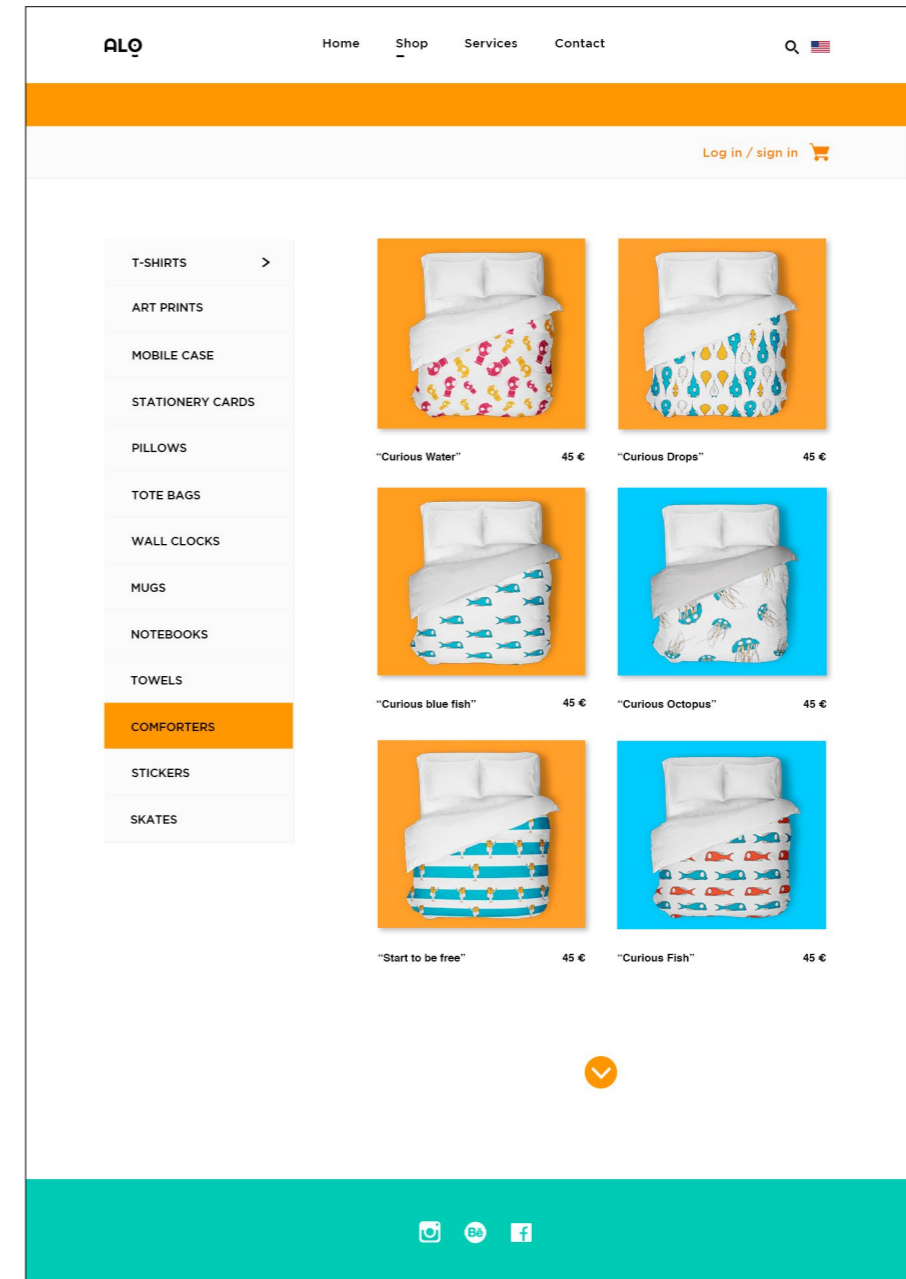 ALO
Home Shop Services Contact
Log in / sign in
T-SHIRTS >
ART PRINTS
MOBILE CASE
STATIONERY CARDS
PILLOWS
TOTE BAGS
WALL CLOCKS
MUGS
NOTEBOOKS
TOWELS
COMFORTERS
STICKERS
SKATES
“Curious Water” 45 €
“Curious Drops” 45 €
“Curious blue fish” 45 €
“Curious Octopus” 45 €
“Start to be free” 45 €
“Curious Fish” 45 €
Bē
f